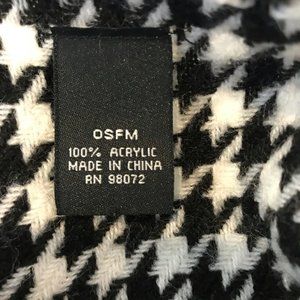 OSFM
100% ACRYLIC
MADE IN CHINA
RN 98072